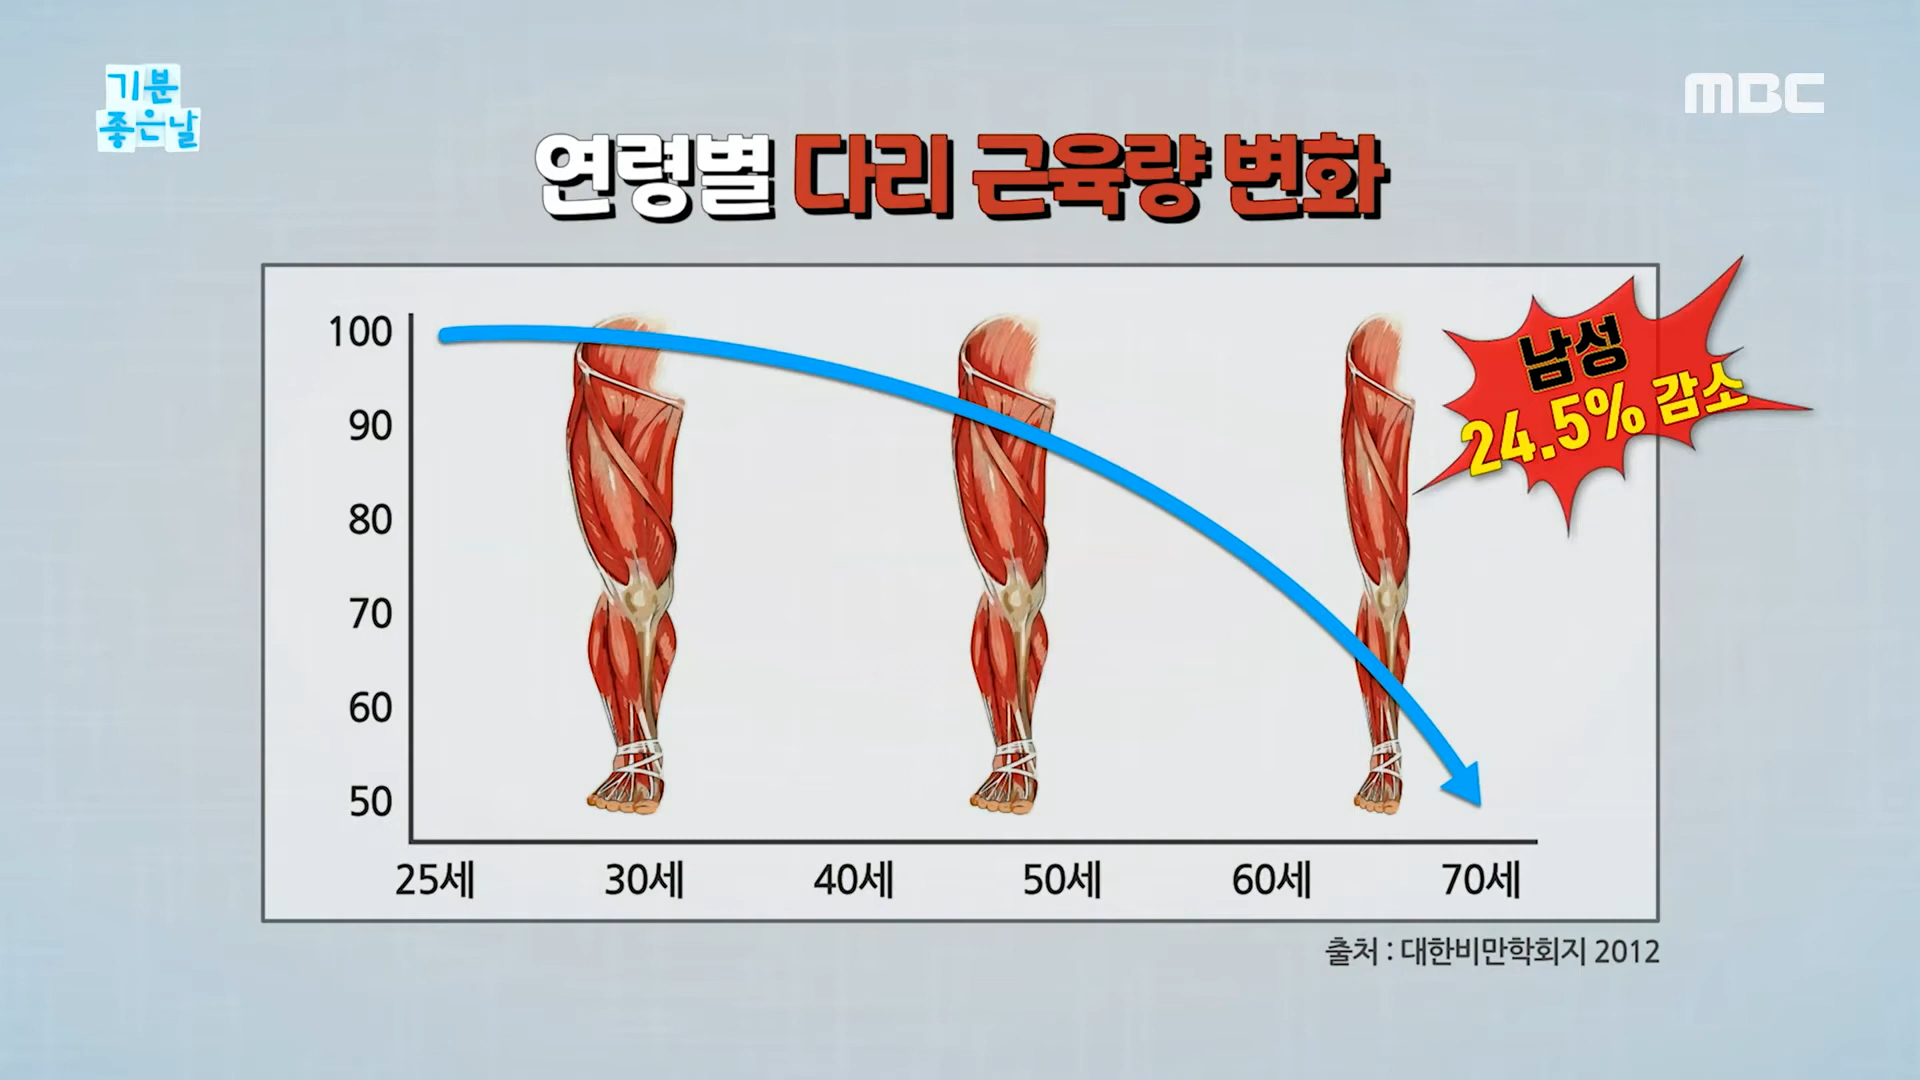 기분
좋은날
MBC
연령별 다리 근육량 변화
남성
24.5% 감소
100
90
80
70
60
50
25세 30세 40세 50세 60세 70세
출처 : 대한비만학회지 2012